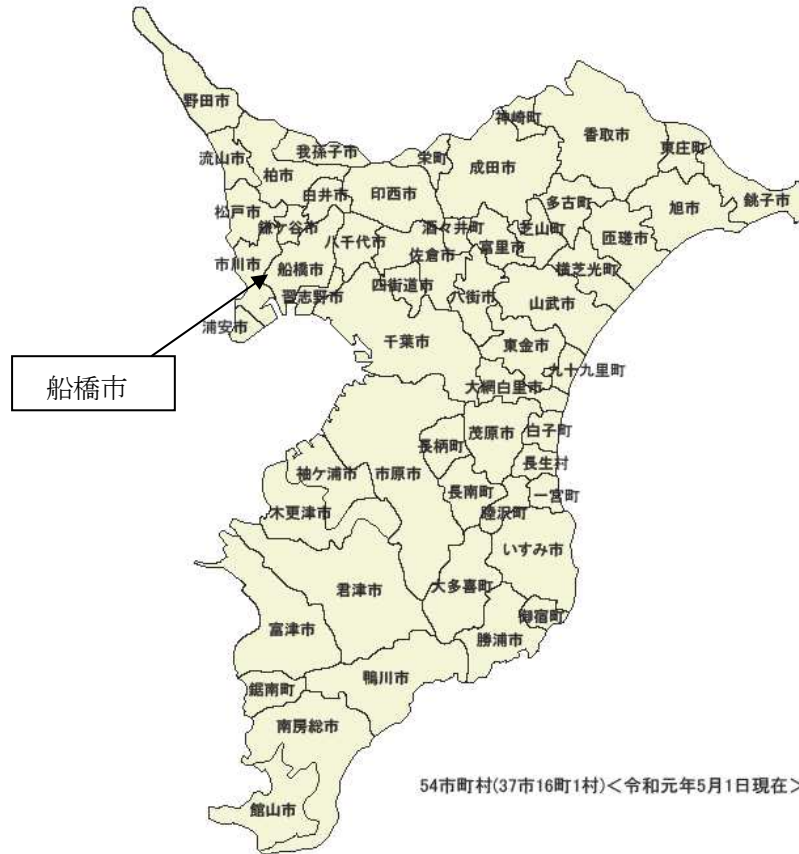 野田市
流山市
柏市
我孫子市
松戸市
鎌ケ谷市
白井市
印西市
栄町
成田市
神崎町
香取市
東庄町
銚子市
旭市
匝瑳市
多古町
芝山町
横芝光町
富里市
酒々井町
八千代市
佐倉市
市川市
船橋市
習志野市
四街道市
八街市
山武市
浦安市
千葉市
東金市
九十九里町
大網白里市
船橋市
茂原市
白子町
長柄町
長生村
市原市
袖ケ浦市
長南町
一宮町
睦沢町
木更津市
いすみ市
君津市
大多喜町
御宿町
富津市
勝浦市
鴨川市
鋸南町
南房総市
館山市
54市町村(37市16町1村)<令和元年5月1日現在>